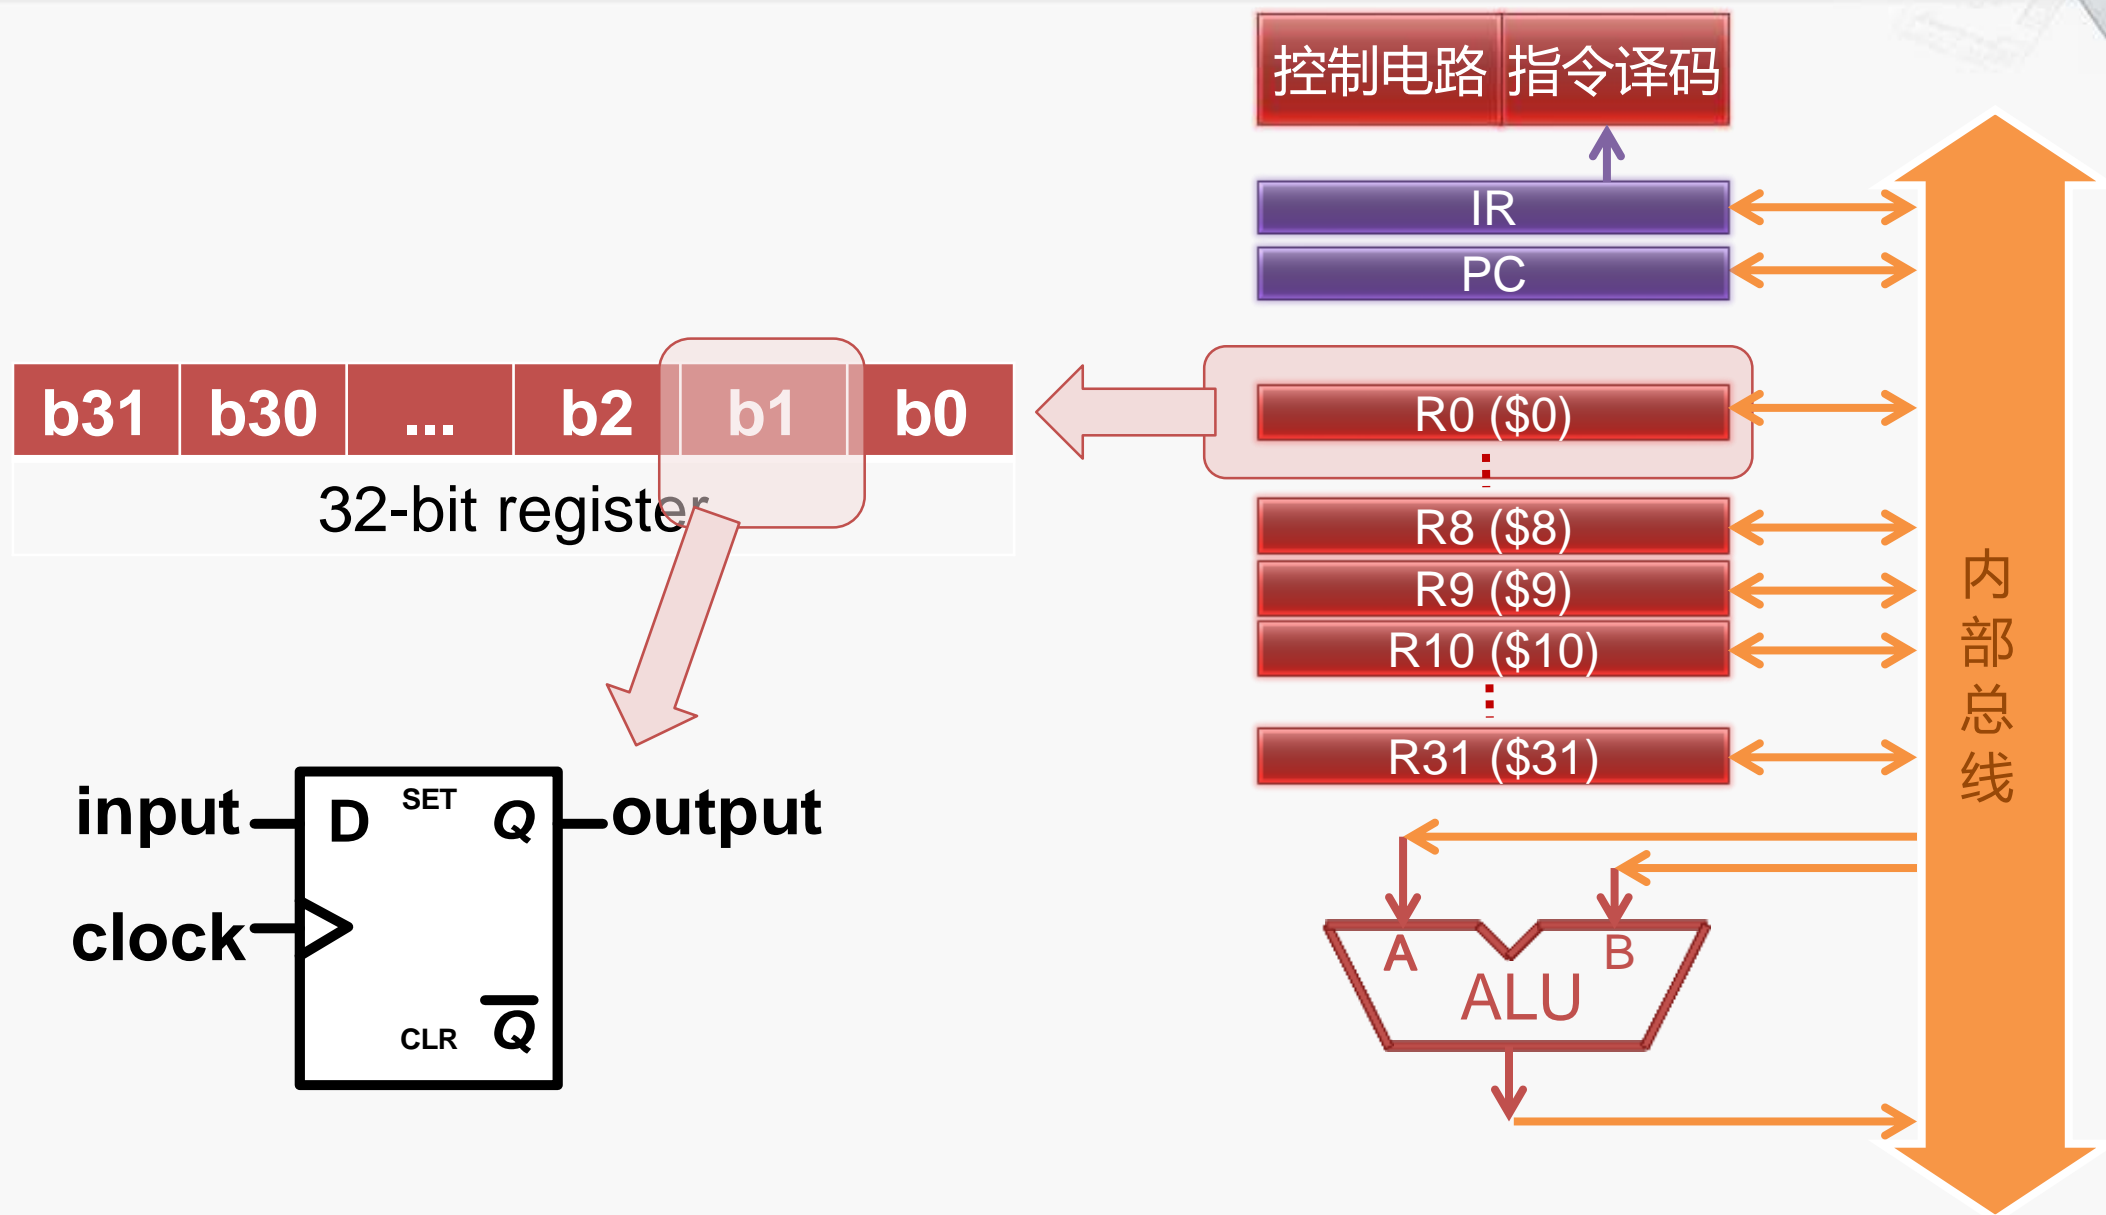 控制电路 指令译码
IR
PC
b31 b30 ... b2 b1 b0
32-bit register
R0 ($0)
R8 ($8)
R9 ($9)
R10 ($10)
R31 ($31)
内部总线
input D SET Q output
clock
CLR Q̅
A B
ALU